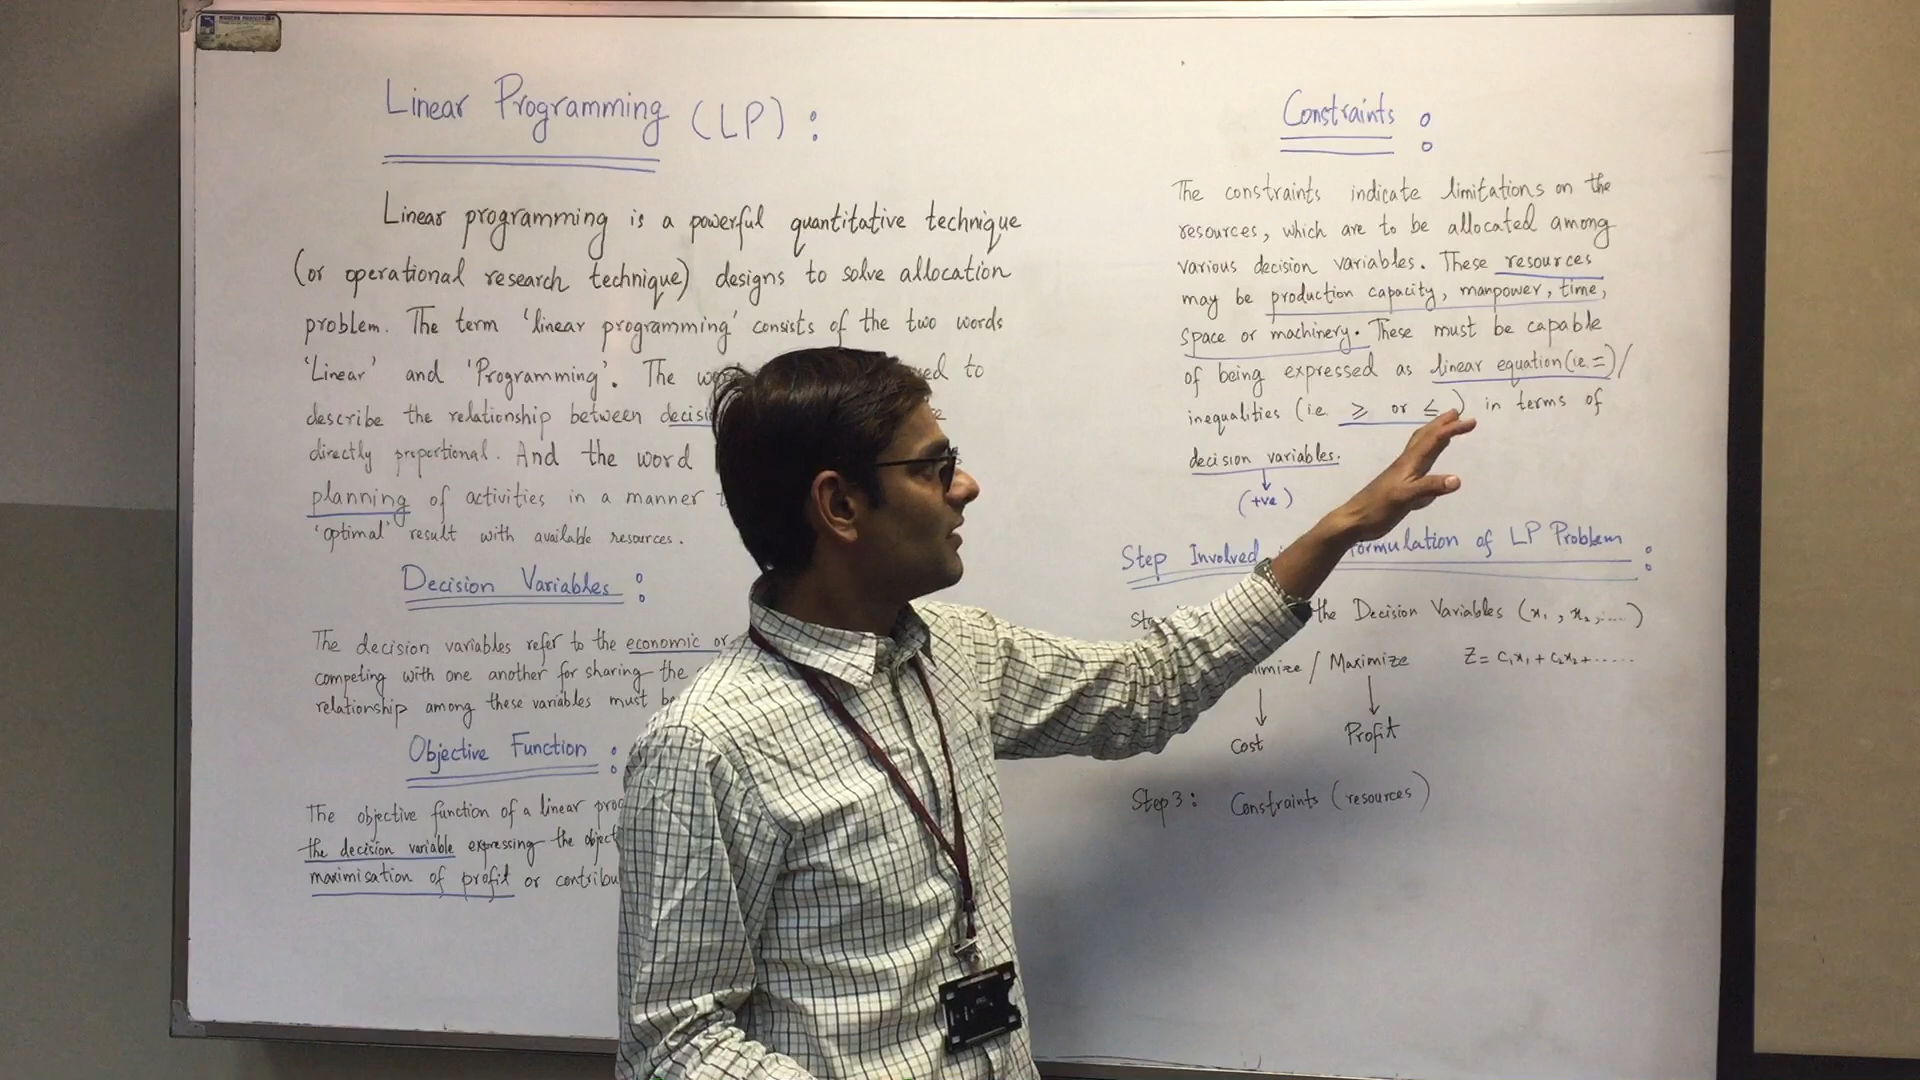 Linear Programming (LP) :
Linear programming is a powerful quantitative technique
(or operational research technique) designs to solve allocation
problem. The term 'linear programming' consists of the two words
'Linear' and 'Programming'. The to
describe the relationship between
directly proportional. And the word
planning of activities in a manner
'optimal' result with available resources.
Decision Variables :
The decision variables refer to the economic or
competing with one another for sharing the
relationship among these variables must
Objective Function :
The objective function of a linear
the decision variable expressing the
maximisation of profit or
Constraints :
The constraints indicate limitations on the
resources, which are to be allocated among
various decision variables. These resources
may be production capacity, manpower, time,
space or machinery. These must be capable
of being expressed as linear equation (i.e. =) /
inequalities (i.e. ≥ or ≤) in terms of
decision variables.
(+ve)
Step Involved formulation of LP Problem :
the Decision Variables (x₁, x₂, ....)
/ Maximize Z = C₁x₁ + C₂x₂ + ......
Cost Profit
Step 3 : Constraints (resources)